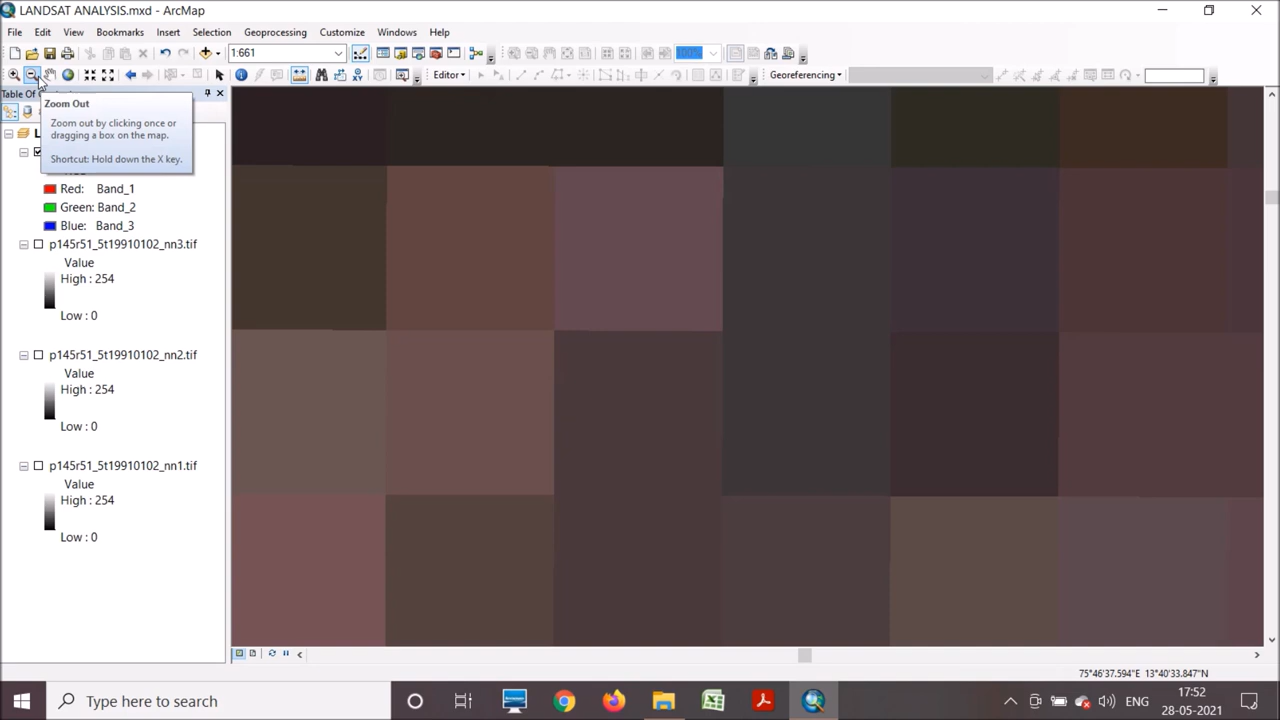 LANDSAT ANALYSIS.mxd - ArcMap
File Edit View Bookmarks Insert Selection Geoprocessing Customize Windows Help
1:661
100%
Editor Georeferencing
Table Of
Zoom Out
Zoom out by clicking once or
dragging a box on the map.
Shortcut: Hold down the X key.
Red: Band_1
Green: Band_2
Blue: Band_3
p145r51_5t19910102_nn3.tif
Value
High : 254
Low : 0
p145r51_5t19910102_nn2.tif
Value
High : 254
Low : 0
p145r51_5t19910102_nn1.tif
Value
High : 254
Low : 0
75°46'37.594"E 13°40'33.847"N
Type here to search
ENG
17:52
28-05-2021